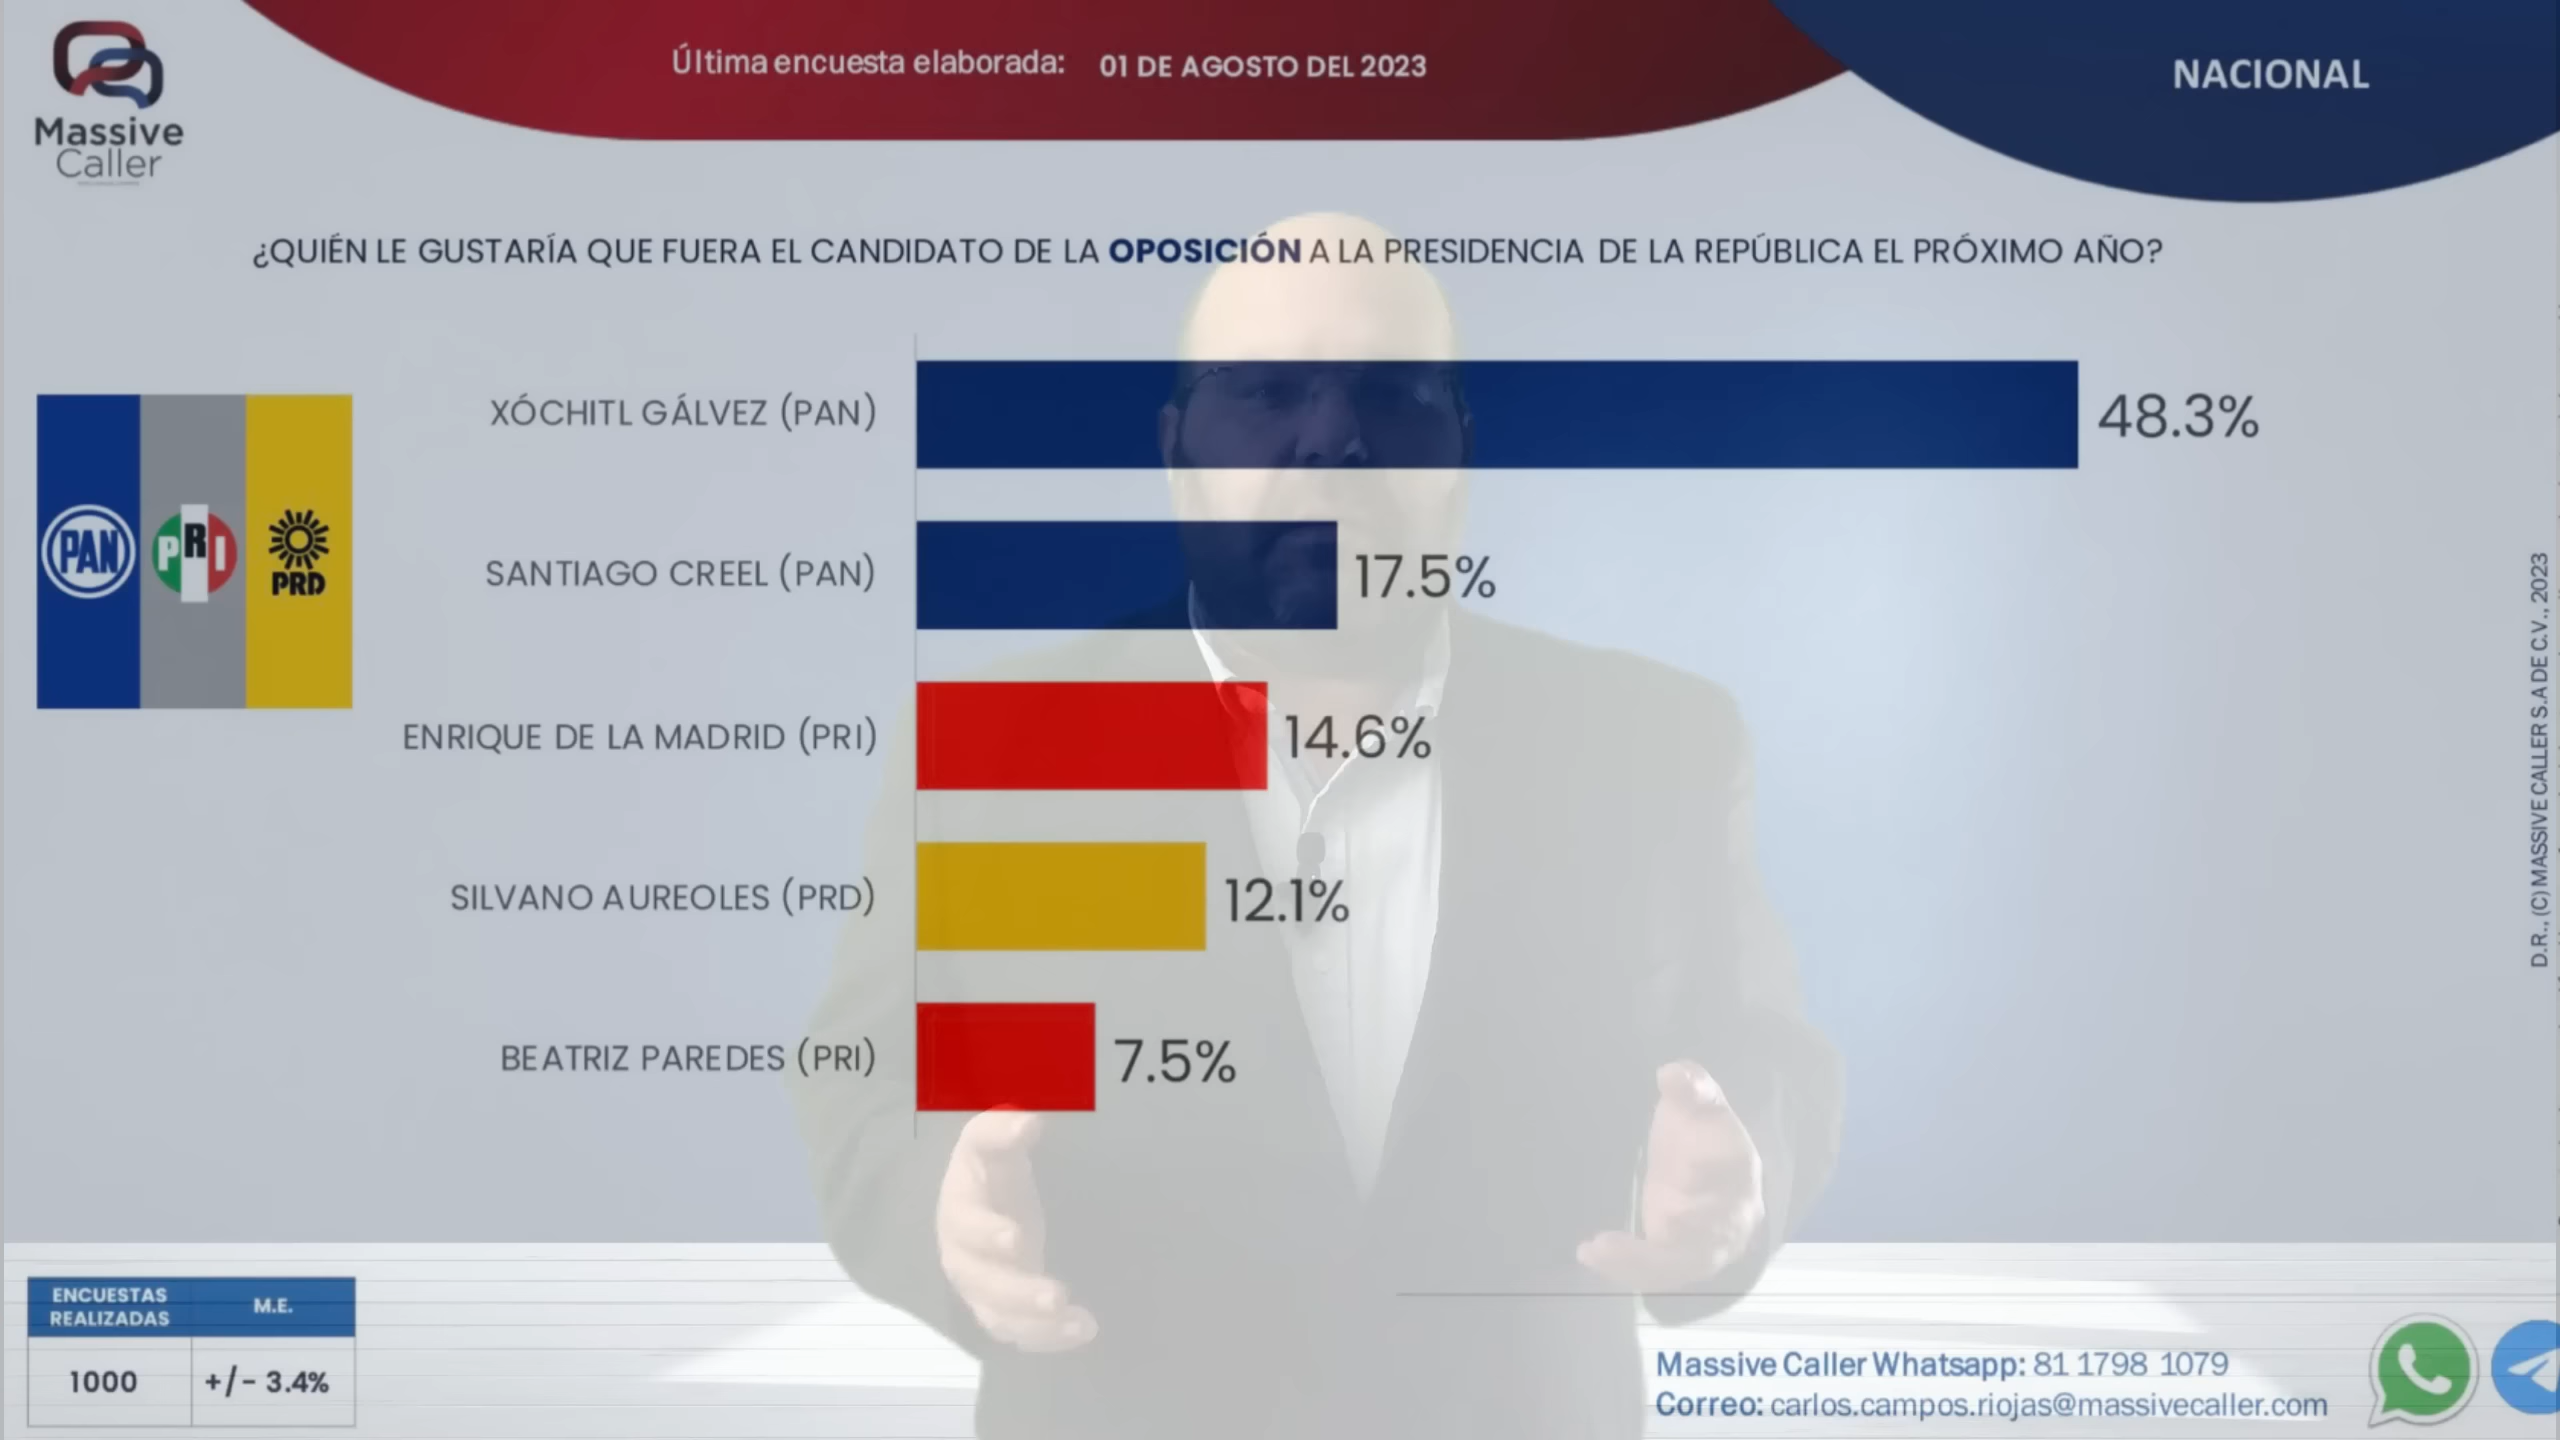 Massive
Caller
Última encuesta elaborada: 01 DE AGOSTO DEL 2023
NACIONAL
¿QUIÉN LE GUSTARÍA QUE FUERA EL CANDIDATO DE LA OPOSICIÓN A LA PRESIDENCIA DE LA REPÚBLICA EL PRÓXIMO AÑO?
PAN
PRI
PRD
XÓCHITL GÁLVEZ (PAN) 48.3%
SANTIAGO CREEL (PAN) 17.5%
ENRIQUE DE LA MADRID (PRI) 14.6%
SILVANO AUREOLES (PRD) 12.1%
BEATRIZ PAREDES (PRI) 7.5%
D.R., (C) MASSIVE CALLER S.A DE C.V., 2023
ENCUESTAS
REALIZADAS
M.E.
1000
+/- 3.4%
Massive Caller Whatsapp: 81 1798 1079
Correo: carlos.campos.riojas@massivecaller.com